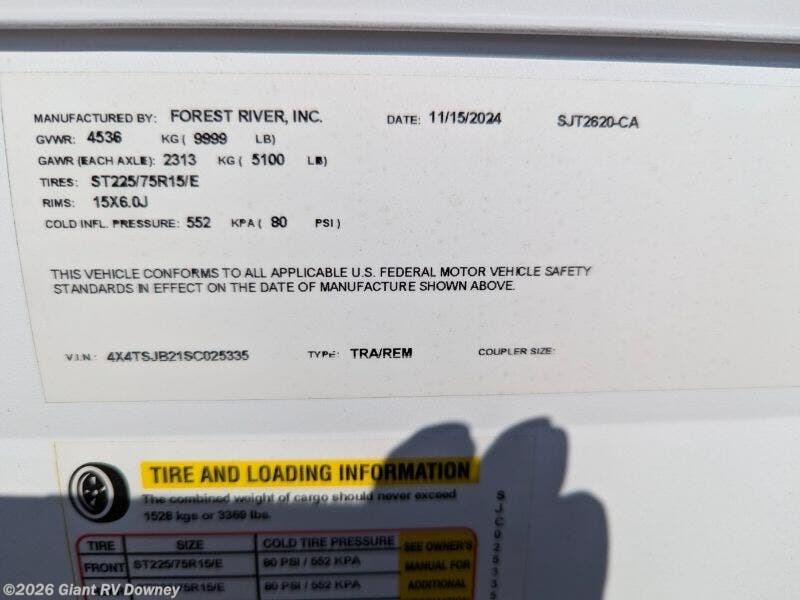 MANUFACTURED BY: FOREST RIVER, INC. DATE: 11/15/2024 SJT2620-CA
GVWR: 4536 KG ( 9999 LB)
GAWR (EACH AXLE): 2313 KG ( 5100 LB)
TIRES: ST225/75R15/E
RIMS: 15X6.0J
COLD INFL. PRESSURE: 552 KPA ( 80 PSI )
THIS VEHICLE CONFORMS TO ALL APPLICABLE U.S. FEDERAL MOTOR VEHICLE SAFETY
STANDARDS IN EFFECT ON THE DATE OF MANUFACTURE SHOWN ABOVE.
V.I.N.: 4X4TSJB21SC025335 TYPE: TRA/REM COUPLER SIZE:
TIRE AND LOADING INFORMATION
The combined weight of cargo should never exceed
1528 kgs or 3369 lbs.
TIRE SIZE COLD TIRE PRESSURE SEE OWNER'S
FRONT ST225/75R15/E 80 PSI / 552 KPA MANUAL FOR
80 PSI / 552 KPA ADDITIONAL
SJC025335
©2026 Giant RV Downey